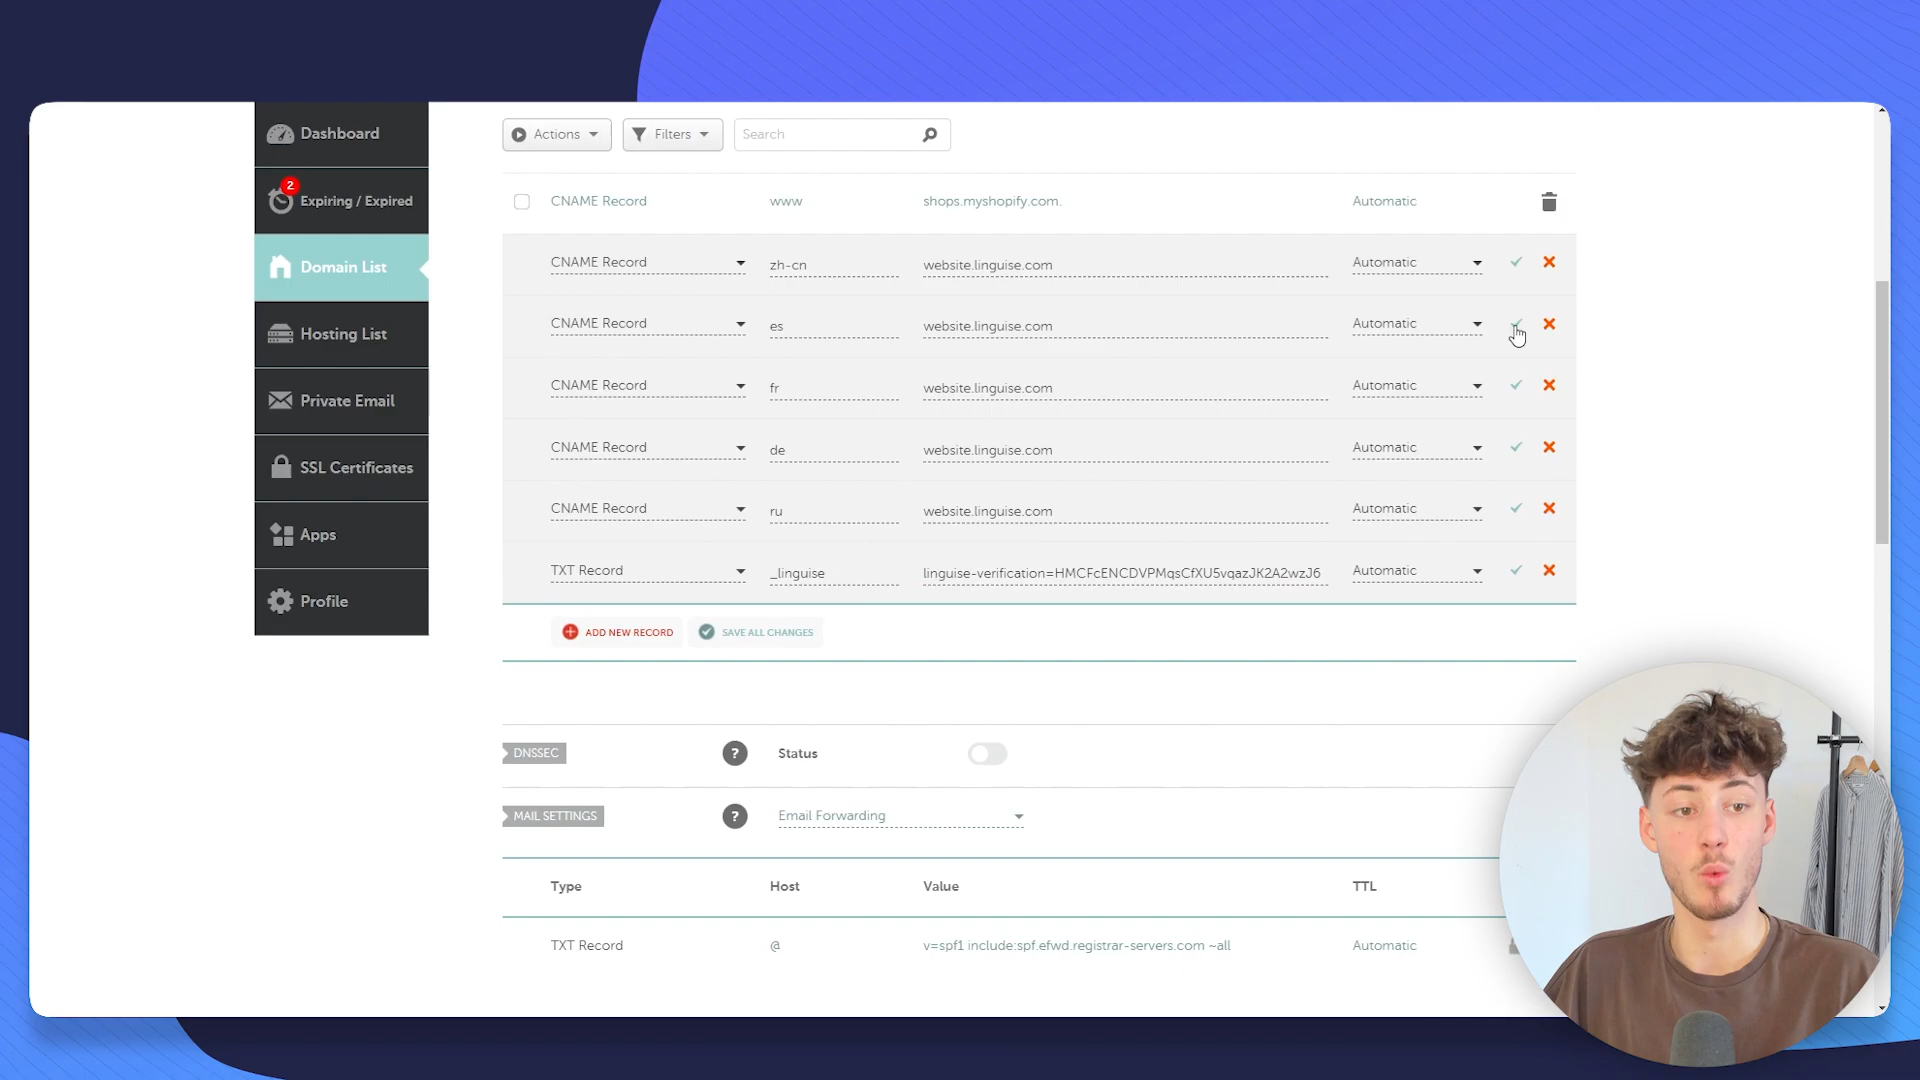 Dashboard
2
Expiring / Expired
Domain List
Hosting List
Private Email
SSL Certificates
Apps
Profile
Actions
Filters
Search
CNAME Record www shops.myshopify.com. Automatic
CNAME Record zh-cn website.linguise.com Automatic
CNAME Record es website.linguise.com Automatic
CNAME Record fr website.linguise.com Automatic
CNAME Record de website.linguise.com Automatic
CNAME Record ru website.linguise.com Automatic
TXT Record _linguise linguise-verification=HMCFcENCDVPMqsCfXU5vqazJK2A2wzJ6 Automatic
ADD NEW RECORD SAVE ALL CHANGES
DNSSEC ? Status
MAIL SETTINGS ? Email Forwarding
Type Host Value TTL
TXT Record @ v=spf1 include:spf.efwd.registrar-servers.com ~all Automatic